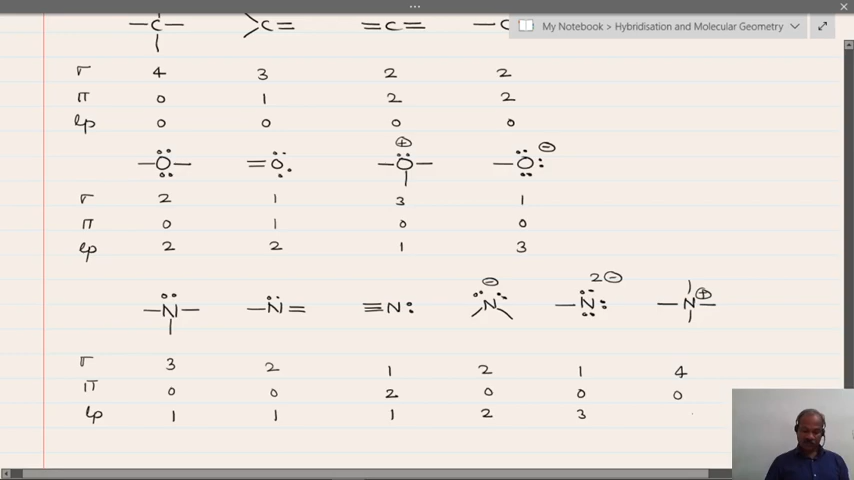 My Notebook > Hybridisation and Molecular Geometry
–C– >C= =C= –C
σ 4 3 2 2
π 0 1 2 2
lp 0 0 0 0
⊕ ⊖
–O– =O –O– –O:
σ 2 1 3 1
π 0 1 0 0
lp 2 2 1 3
⊖ 2⊖ ⊕
–N– –N= ≡N: N –N: –N–
σ 3 2 1 2 1 4
π 0 0 2 0 0 0
lp 1 1 1 2 3